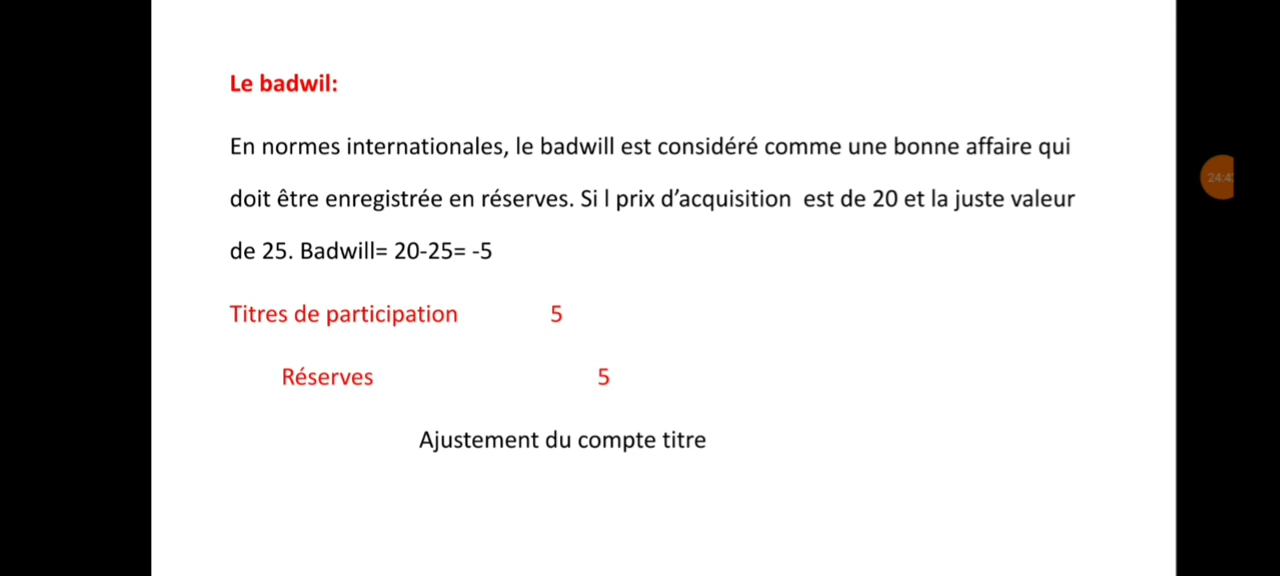 Le badwil:
En normes internationales, le badwill est considéré comme une bonne affaire qui
doit être enregistrée en réserves. Si l prix d’acquisition est de 20 et la juste valeur
de 25. Badwill= 20-25= -5
Titres de participation 5
Réserves 5
Ajustement du compte titre